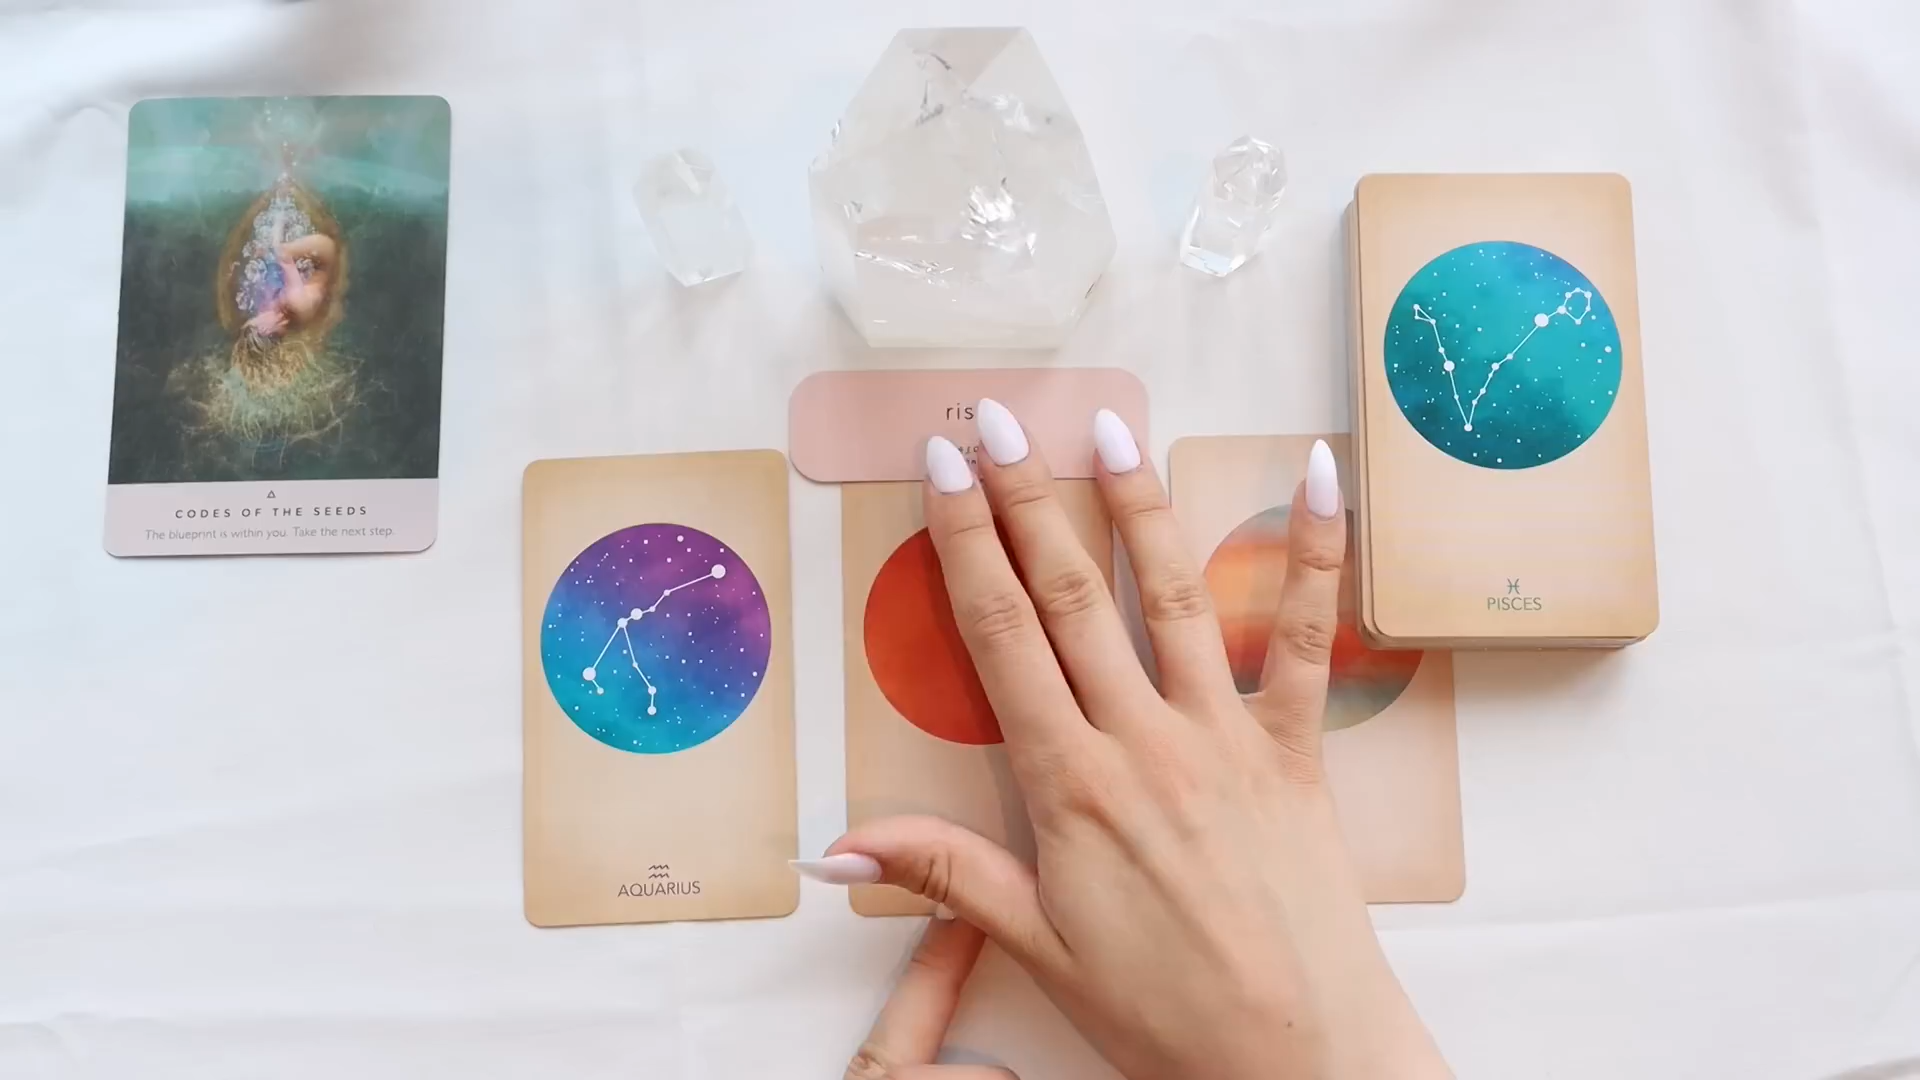 CODES OF THE SEEDS
The blueprint is within you. Take the next step.
ris
AQUARIUS
PISCES